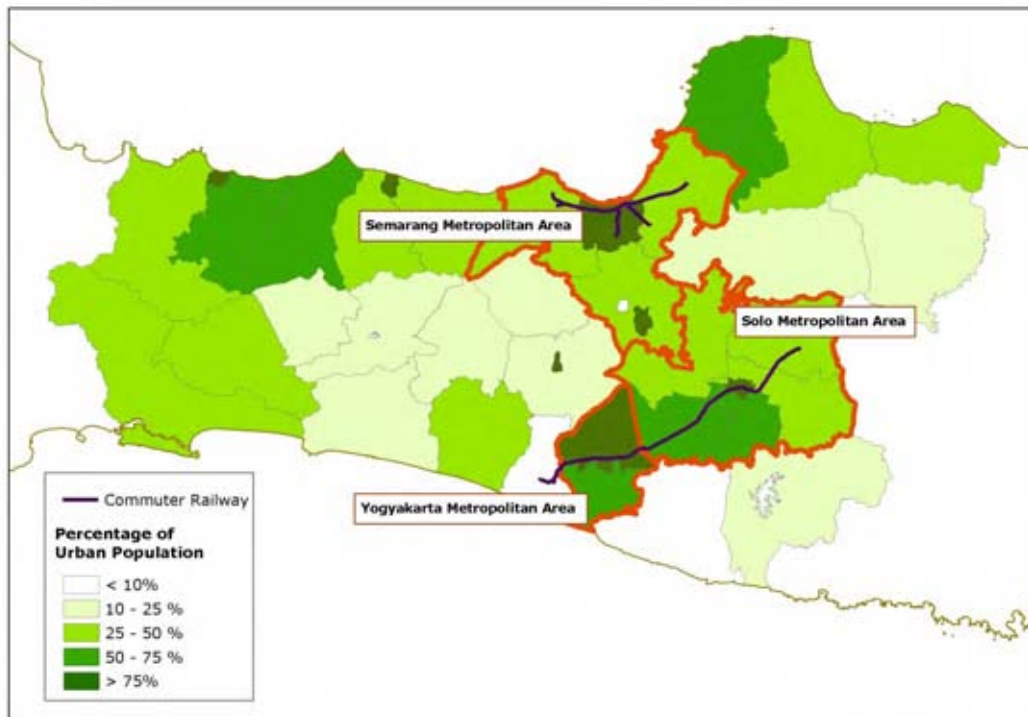 Semarang Metropolitan Area
Solo Metropolitan Area
Yogyakarta Metropolitan Area
Commuter Railway
Percentage of
Urban Population
< 10%
10 - 25 %
25 - 50 %
50 - 75 %
> 75%